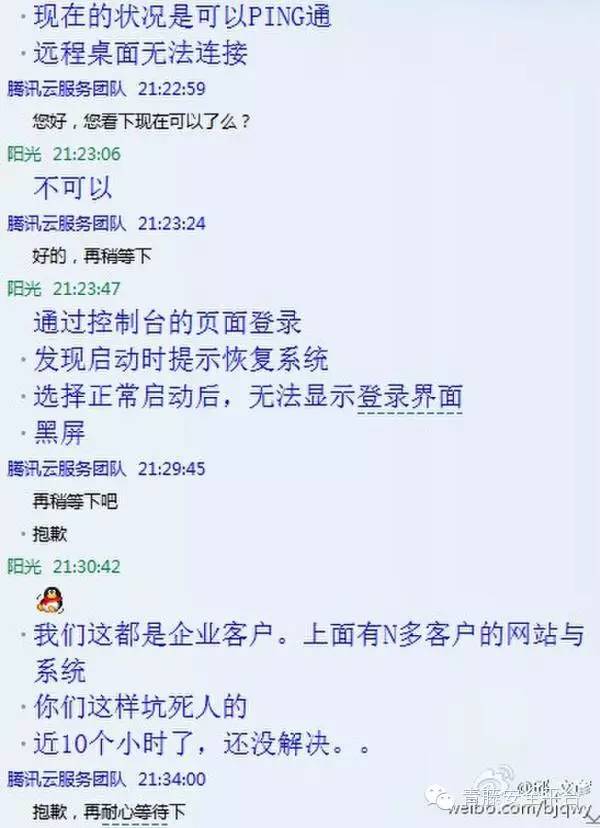 · 现在的状况是可以PING通
· 远程桌面无法连接
腾讯云服务团队 21:22:59
您好，您看下现在可以了么？
阳光 21:23:06
不可以
腾讯云服务团队 21:23:24
好的，再稍等下
阳光 21:23:47
通过控制台的页面登录
· 发现启动时提示恢复系统
· 选择正常启动后，无法显示登录界面
· 黑屏
腾讯云服务团队 21:29:45
再稍等下吧
· 抱歉
阳光 21:30:42
· 我们这都是企业客户。上面有N多客户的网站与
系统
· 你们这样坑死人的
· 近10个小时了，还没解决。。
腾讯云服务团队 21:34:00
抱歉，再耐心等待下
青藤安全平台
weibo.com/bjqwy